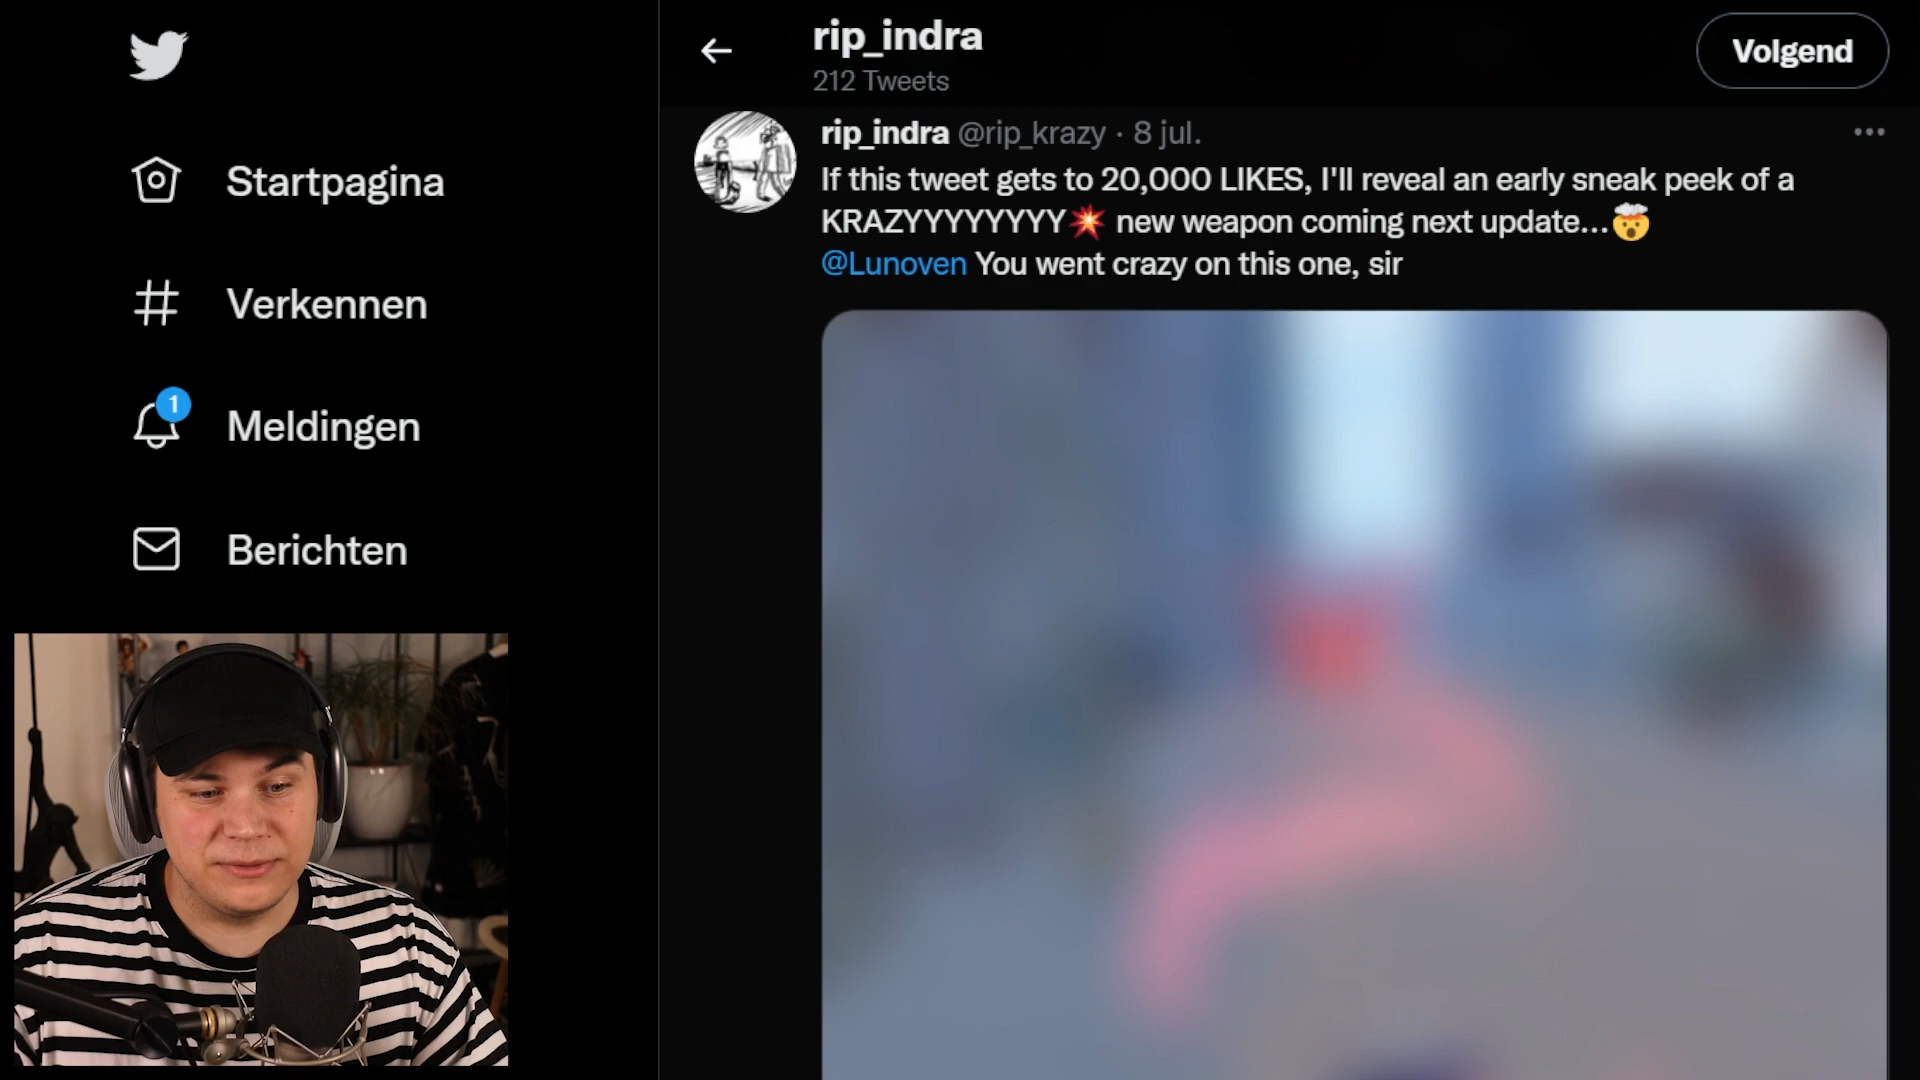 Startpagina
Verkennen
1
Meldingen
Berichten
rip_indra
212 Tweets
Volgend
rip_indra @rip_krazy · 8 jul.
If this tweet gets to 20,000 LIKES, I'll reveal an early sneak peek of a
KRAZYYYYYYYY💥 new weapon coming next update...🤯
@Lunoven You went crazy on this one, sir